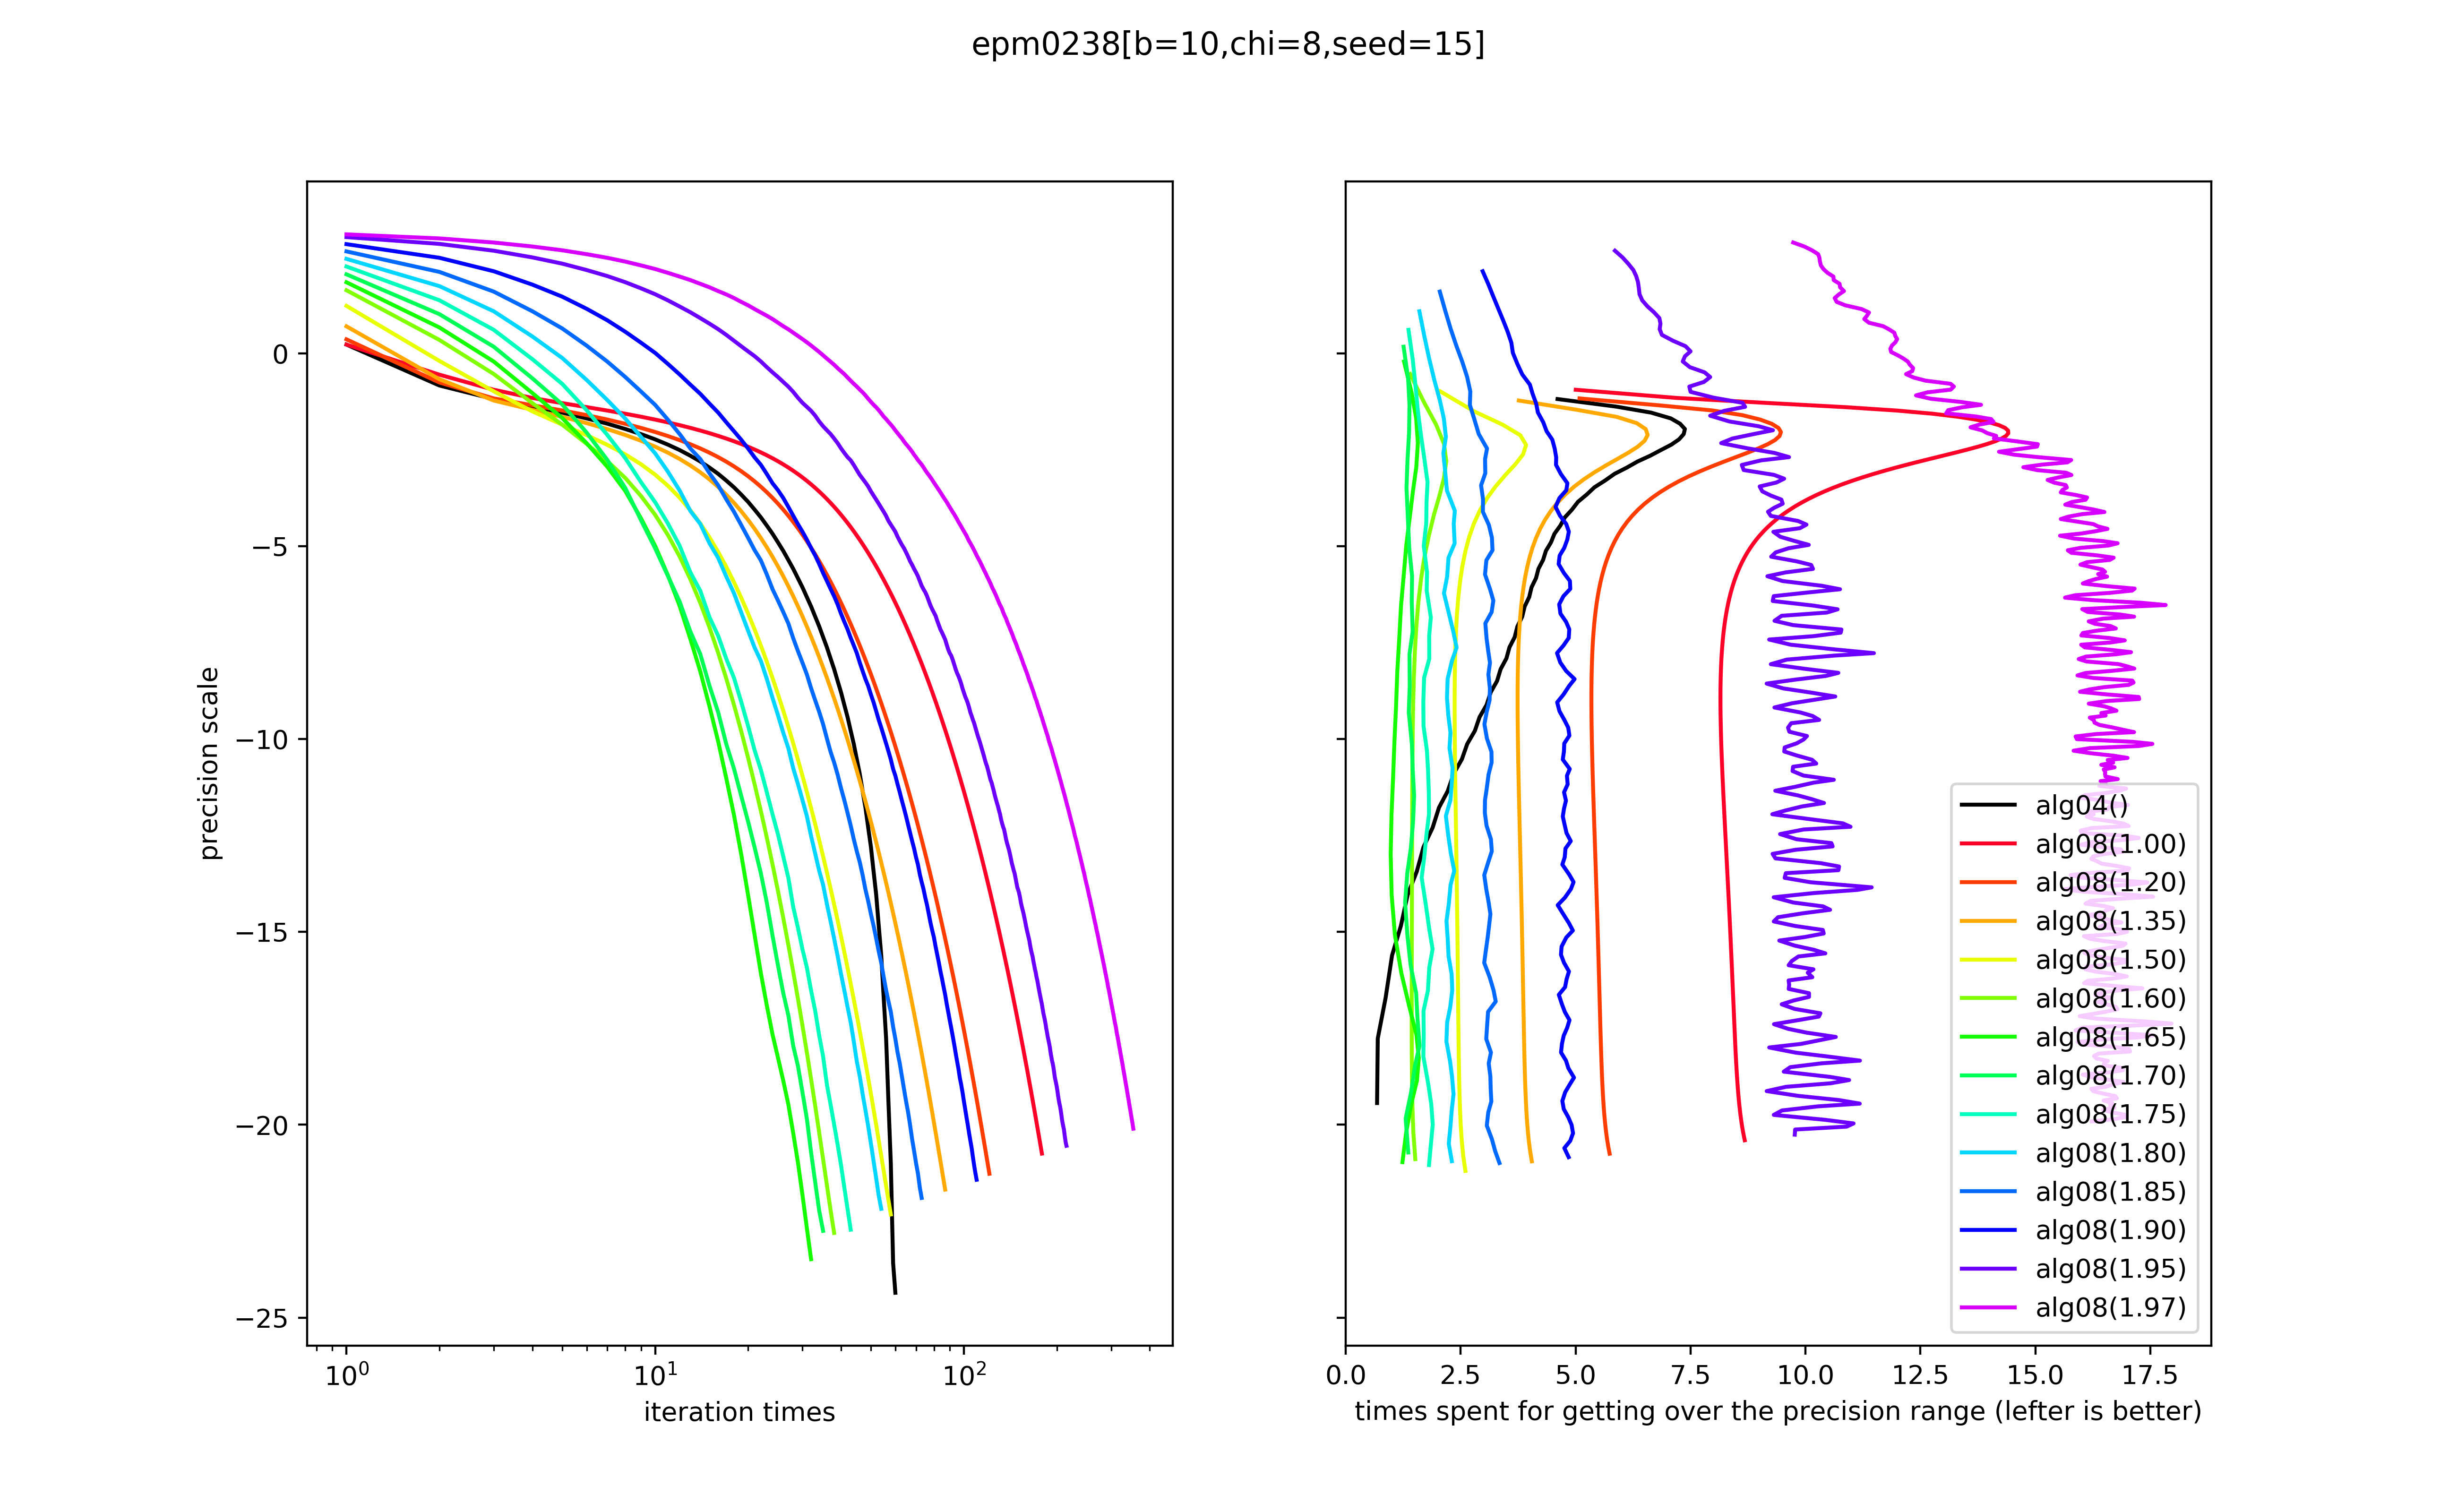 epm0238[b=10,chi=8,seed=15]
precision scale
0
−5
−10
−15
−20
−25
10⁰
10¹
10²
iteration times
0.0
2.5
5.0
7.5
10.0
12.5
15.0
17.5
times spent for getting over the precision range (lefter is better)
alg04()
alg08(1.00)
alg08(1.20)
alg08(1.35)
alg08(1.50)
alg08(1.60)
alg08(1.65)
alg08(1.70)
alg08(1.75)
alg08(1.80)
alg08(1.85)
alg08(1.90)
alg08(1.95)
alg08(1.97)